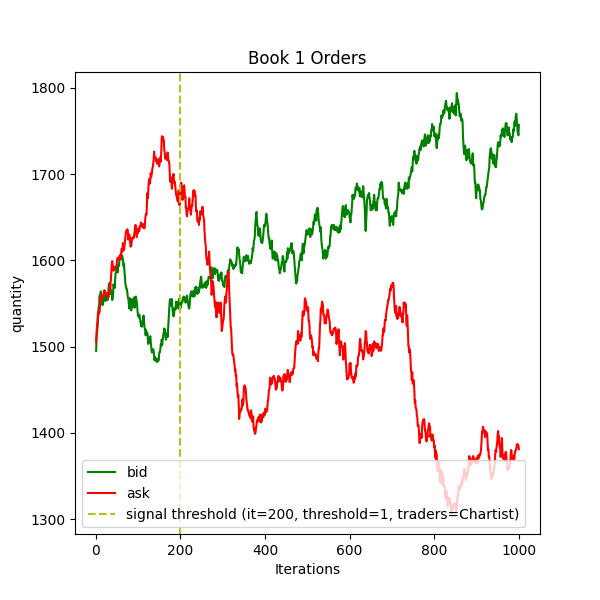 Book 1 Orders
quantity
1800
1700
1600
1500
1400
1300
bid
ask
signal threshold (it=200, threshold=1, traders=Chartist)
0 200 400 600 800 1000
Iterations